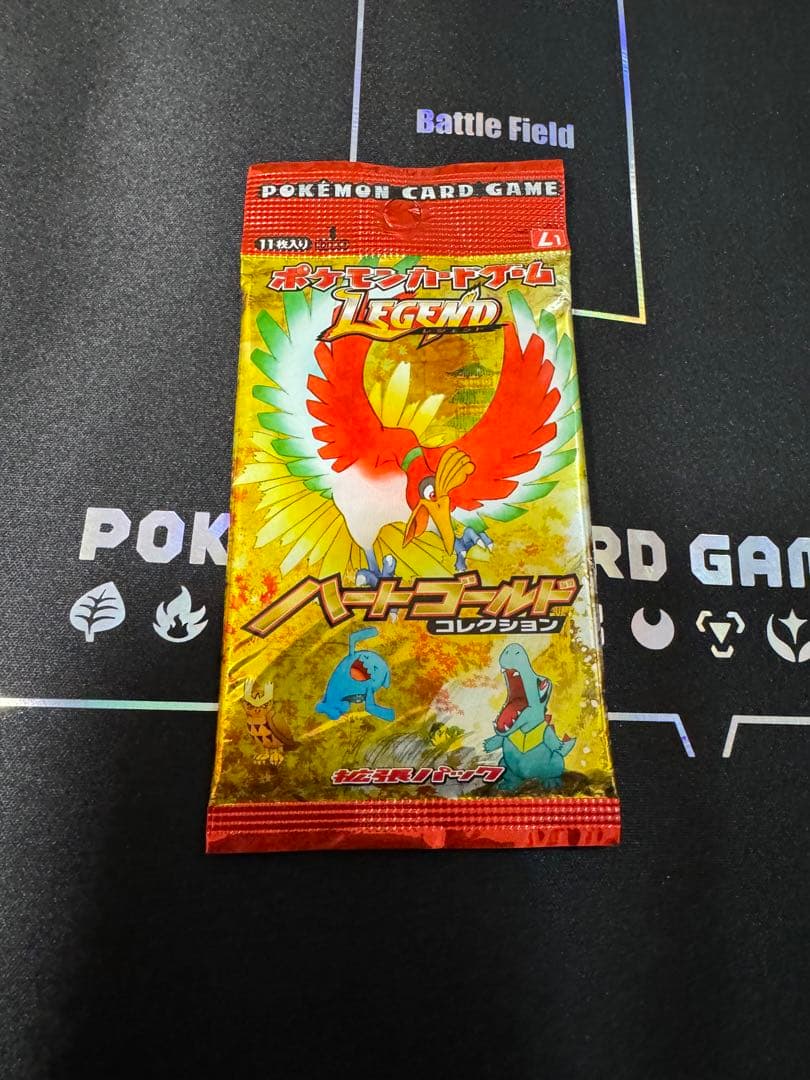 Battle Field
POKÉMON CARD GAME
11枚入り
L1
ポケモンカードゲーム
LEGEND
POK
RD GAM
ハートゴールド
コレクション
拡張パック